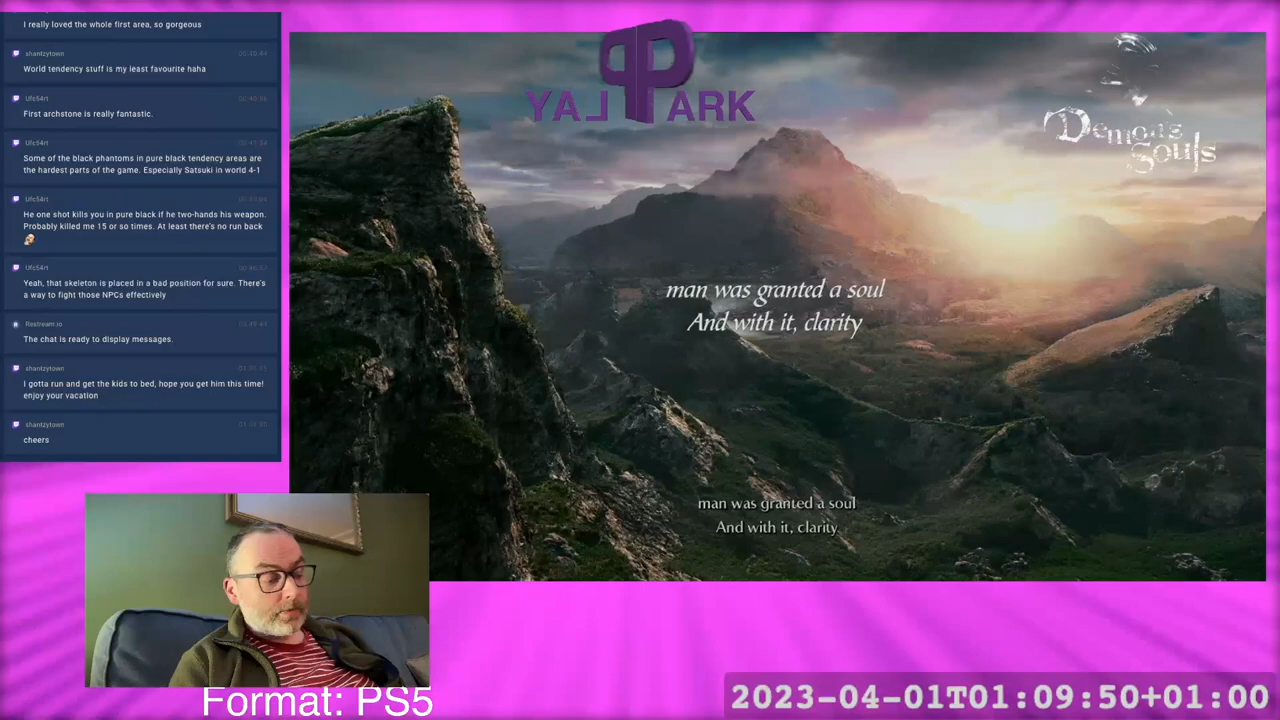 I really loved the whole first area, so gorgeous
shantzytown
World tendency stuff is my least favourite haha
Ufc54rt
First archstone is really fantastic.
Ufc54rt
Some of the black phantoms in pure black tendency areas are
the hardest parts of the game. Especially Satsuki in world 4-1
Ufc54rt
He one shot kills you in pure black if he two-hands his weapon.
Probably killed me 15 or so times. At least there's no run back
Ufc54rt
Yeah, that skeleton is placed in a bad position for sure. There's
a way to fight those NPCs effectively
Restream.io
The chat is ready to display messages.
shantzytown
I gotta run and get the kids to bed, hope you get him this time!
enjoy your vacation
shantzytown
cheers
YALPPARK
Demon's
Souls
man was granted a soul
And with it, clarity
man was granted a soul
And with it, clarity
Format: PS5
2023-04-01T01:09:50+01:00